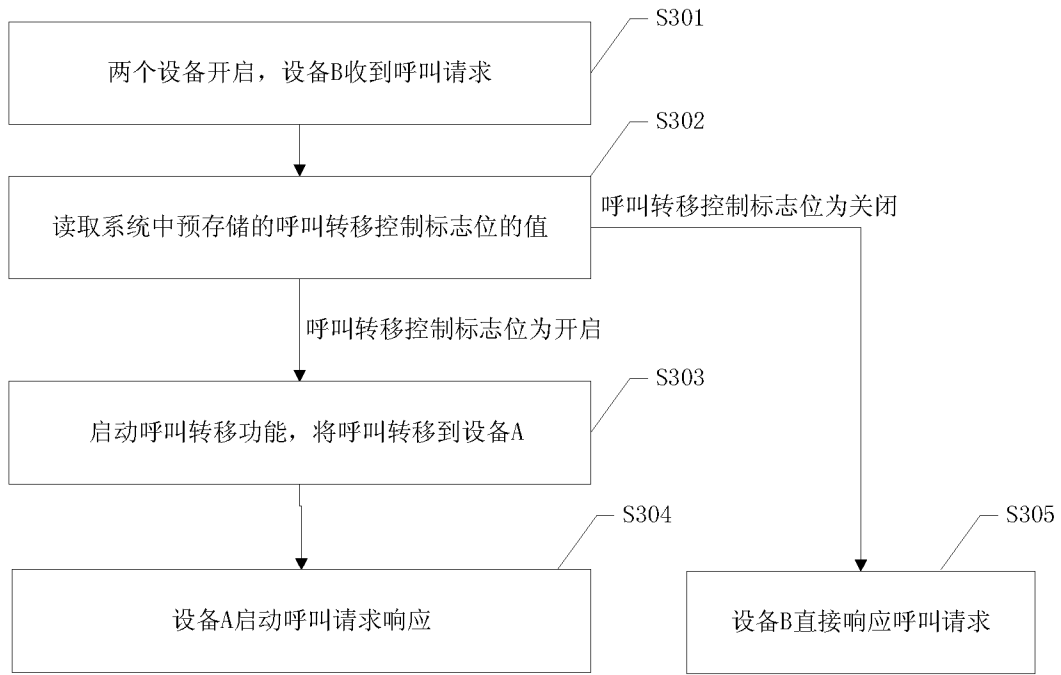 S301
两个设备开启，设备B收到呼叫请求
S302
读取系统中预存储的呼叫转移控制标志位的值
呼叫转移控制标志位为关闭
呼叫转移控制标志位为开启
S303
启动呼叫转移功能，将呼叫转移到设备A
S304
设备A启动呼叫请求响应
S305
设备B直接响应呼叫请求